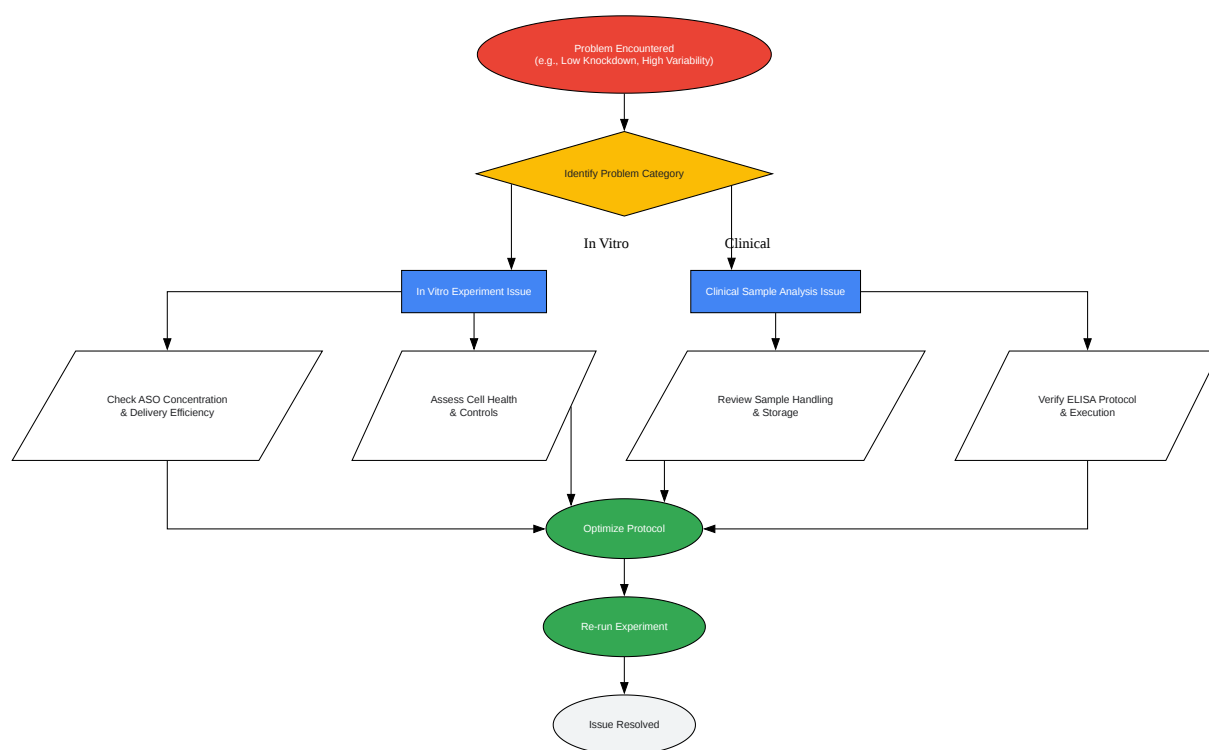 Problem Encountered
(e.g., Low Knockdown, High Variability)
Identify Problem Category
In Vitro
Clinical
In Vitro Experiment Issue
Clinical Sample Analysis Issue
Check ASO Concentration
& Delivery Efficiency
Assess Cell Health
& Controls
Review Sample Handling
& Storage
Verify ELISA Protocol
& Execution
Optimize Protocol
Re-run Experiment
Issue Resolved